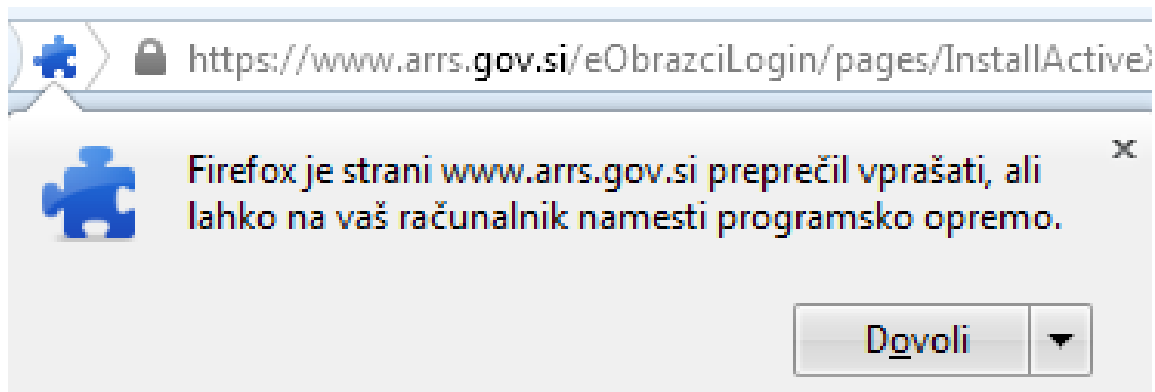 https://www.arrs.gov.si/eObrazciLogin/pages/InstallActiveX
Firefox je strani www.arrs.gov.si preprečil vprašati, ali
lahko na vaš računalnik namesti programsko opremo.
Dovoli